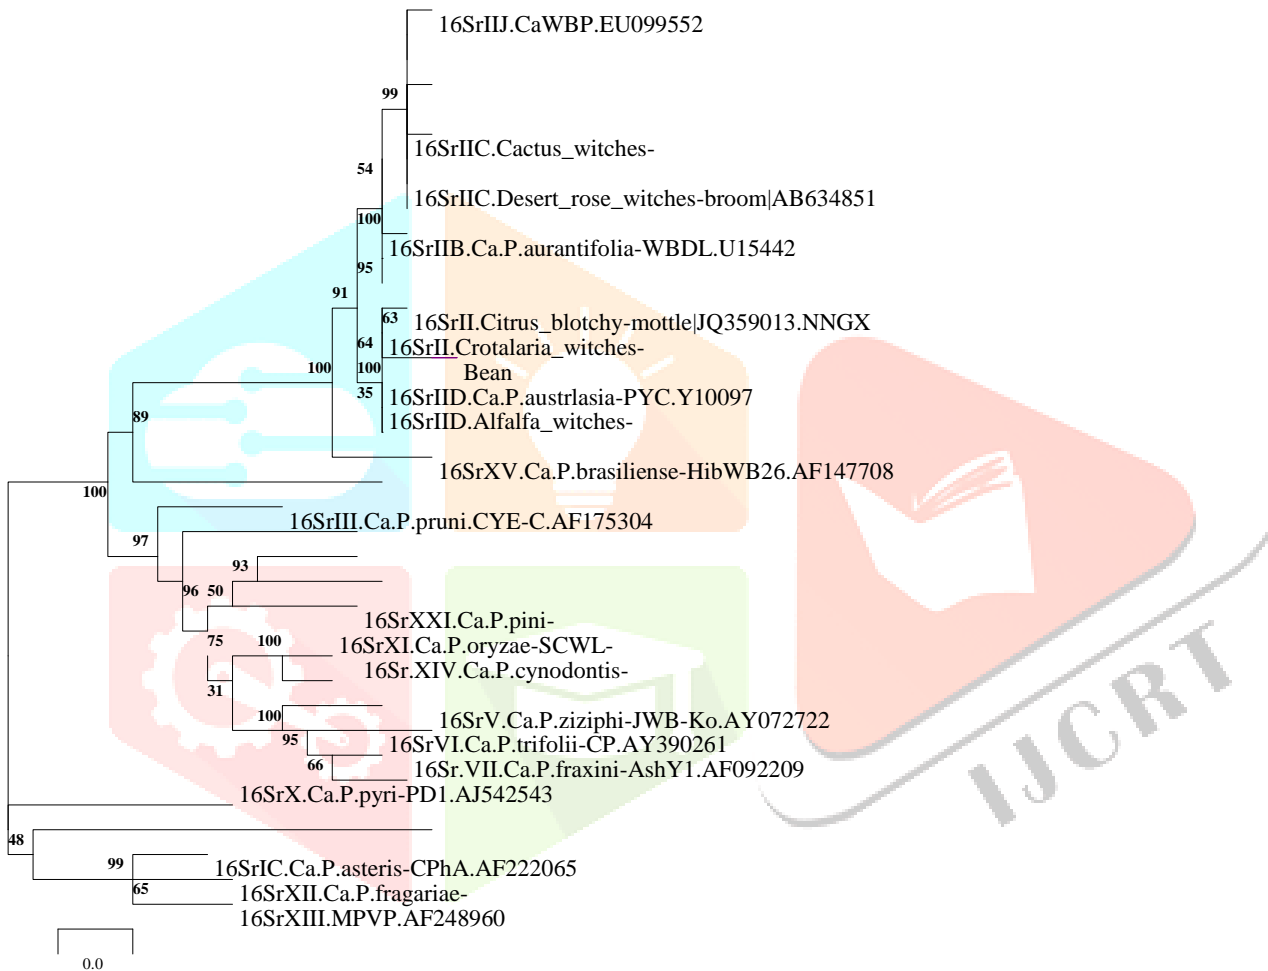 16SrIIJ.CaWBP.EU099552
99
16SrIIC.Cactus_witches-
54
16SrIIC.Desert_rose_witches-broom|AB634851
100
16SrIIB.Ca.P.aurantifolia-WBDL.U15442
95
91
63
16SrII.Citrus_blotchy-mottle|JQ359013.NNGX
64
16SrII.Crotalaria_witches-
100
100
Bean
35
16SrIID.Ca.P.austrlasia-PYC.Y10097
89
16SrIID.Alfalfa_witches-
16SrXV.Ca.P.brasiliense-HibWB26.AF147708
100
16SrIII.Ca.P.pruni.CYE-C.AF175304
97
93
96
50
16SrXXI.Ca.P.pini-
75
100
16SrXI.Ca.P.oryzae-SCWL-
16Sr.XIV.Ca.P.cynodontis-
31
100
16SrV.Ca.P.ziziphi-JWB-Ko.AY072722
95
16SrVI.Ca.P.trifolii-CP.AY390261
66
16Sr.VII.Ca.P.fraxini-AshY1.AF092209
16SrX.Ca.P.pyri-PD1.AJ542543
48
99
16SrIC.Ca.P.asteris-CPhA.AF222065
65
16SrXII.Ca.P.fragariae-
16SrXIII.MPVP.AF248960
0.0
IJCRT